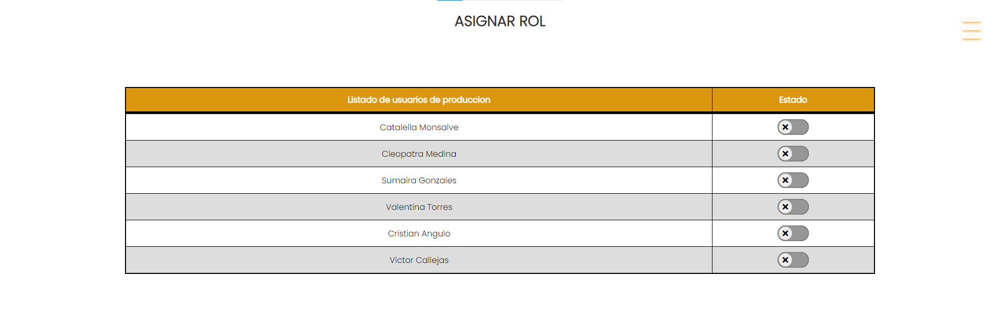 ASIGNAR ROL
Listado de usuarios de produccion Estado
Catalella Monsalve
Cleopatra Medina
Sumaira Gonzales
Valentina Torres
Cristian Angulo
Victor Callejas